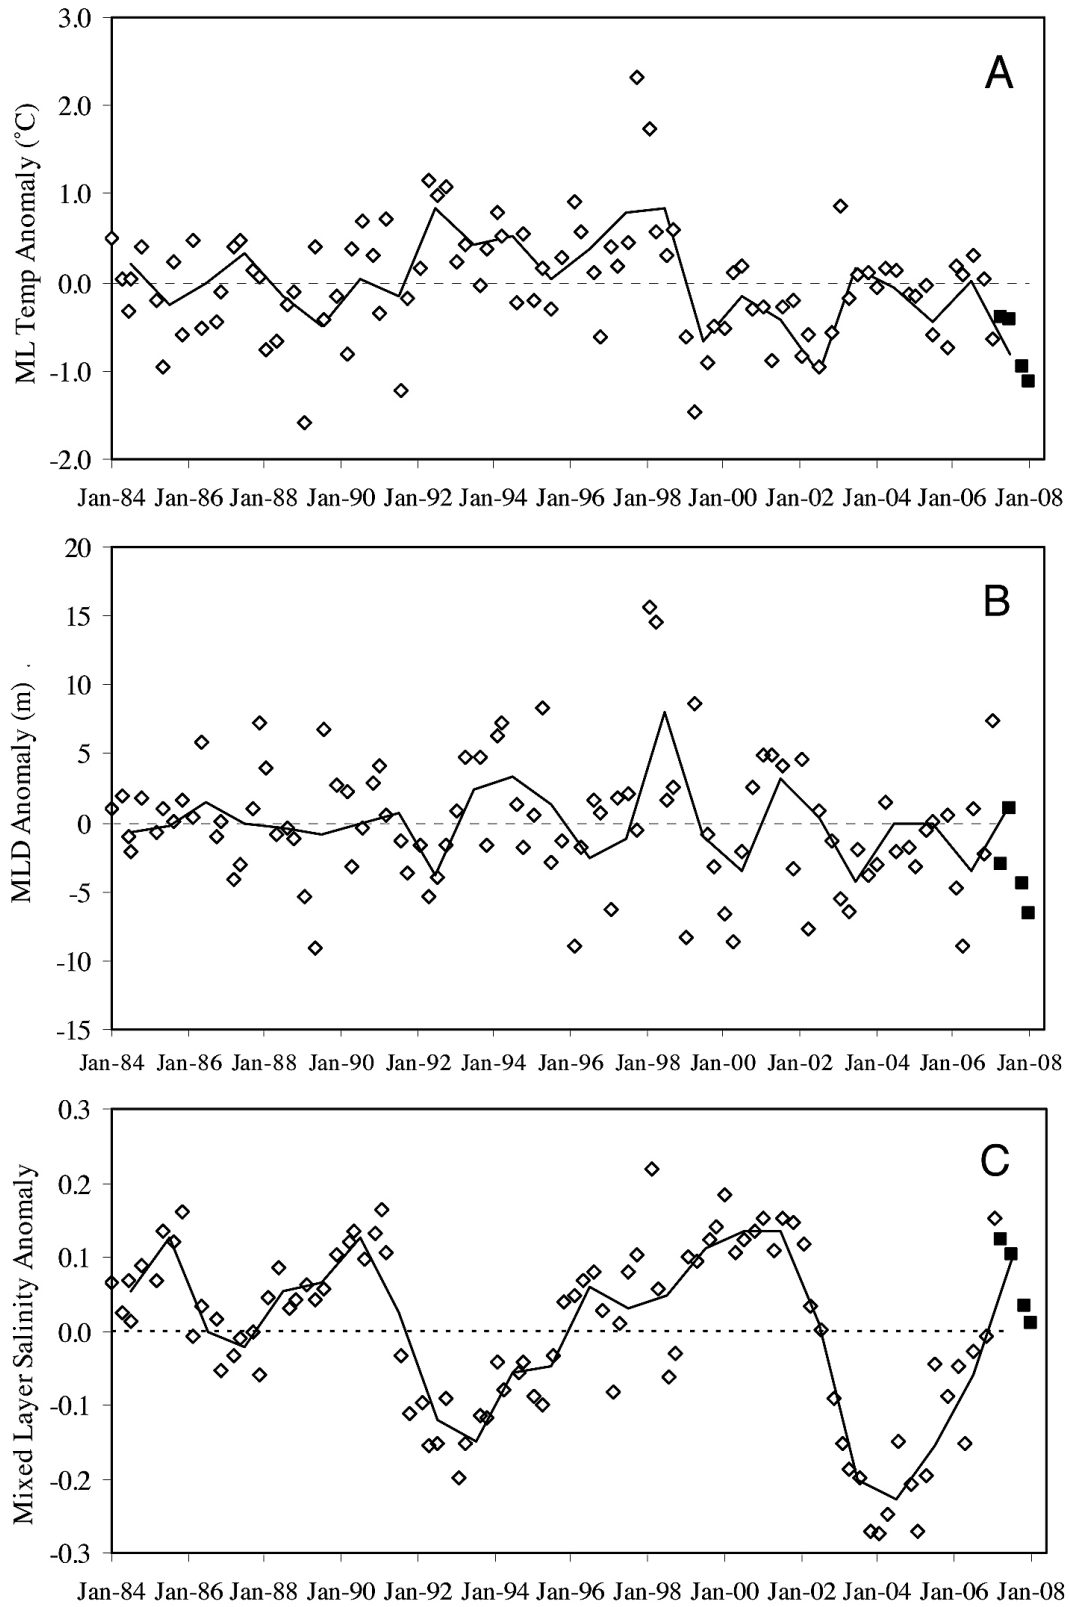 3.0
A
2.0
1.0
0.0
-1.0
-2.0
ML Temp Anomaly (°C)
Jan-84 Jan-86 Jan-88 Jan-90 Jan-92 Jan-94 Jan-96 Jan-98 Jan-00 Jan-02 Jan-04 Jan-06 Jan-08
20
B
15
10
5
0
-5
-10
-15
MLD Anomaly (m) .
Jan-84 Jan-86 Jan-88 Jan-90 Jan-92 Jan-94 Jan-96 Jan-98 Jan-00 Jan-02 Jan-04 Jan-06 Jan-08
0.3
C
0.2
0.1
0.0
-0.1
-0.2
-0.3
Mixed Layer Salinity Anomaly
Jan-84 Jan-86 Jan-88 Jan-90 Jan-92 Jan-94 Jan-96 Jan-98 Jan-00 Jan-02 Jan-04 Jan-06 Jan-08